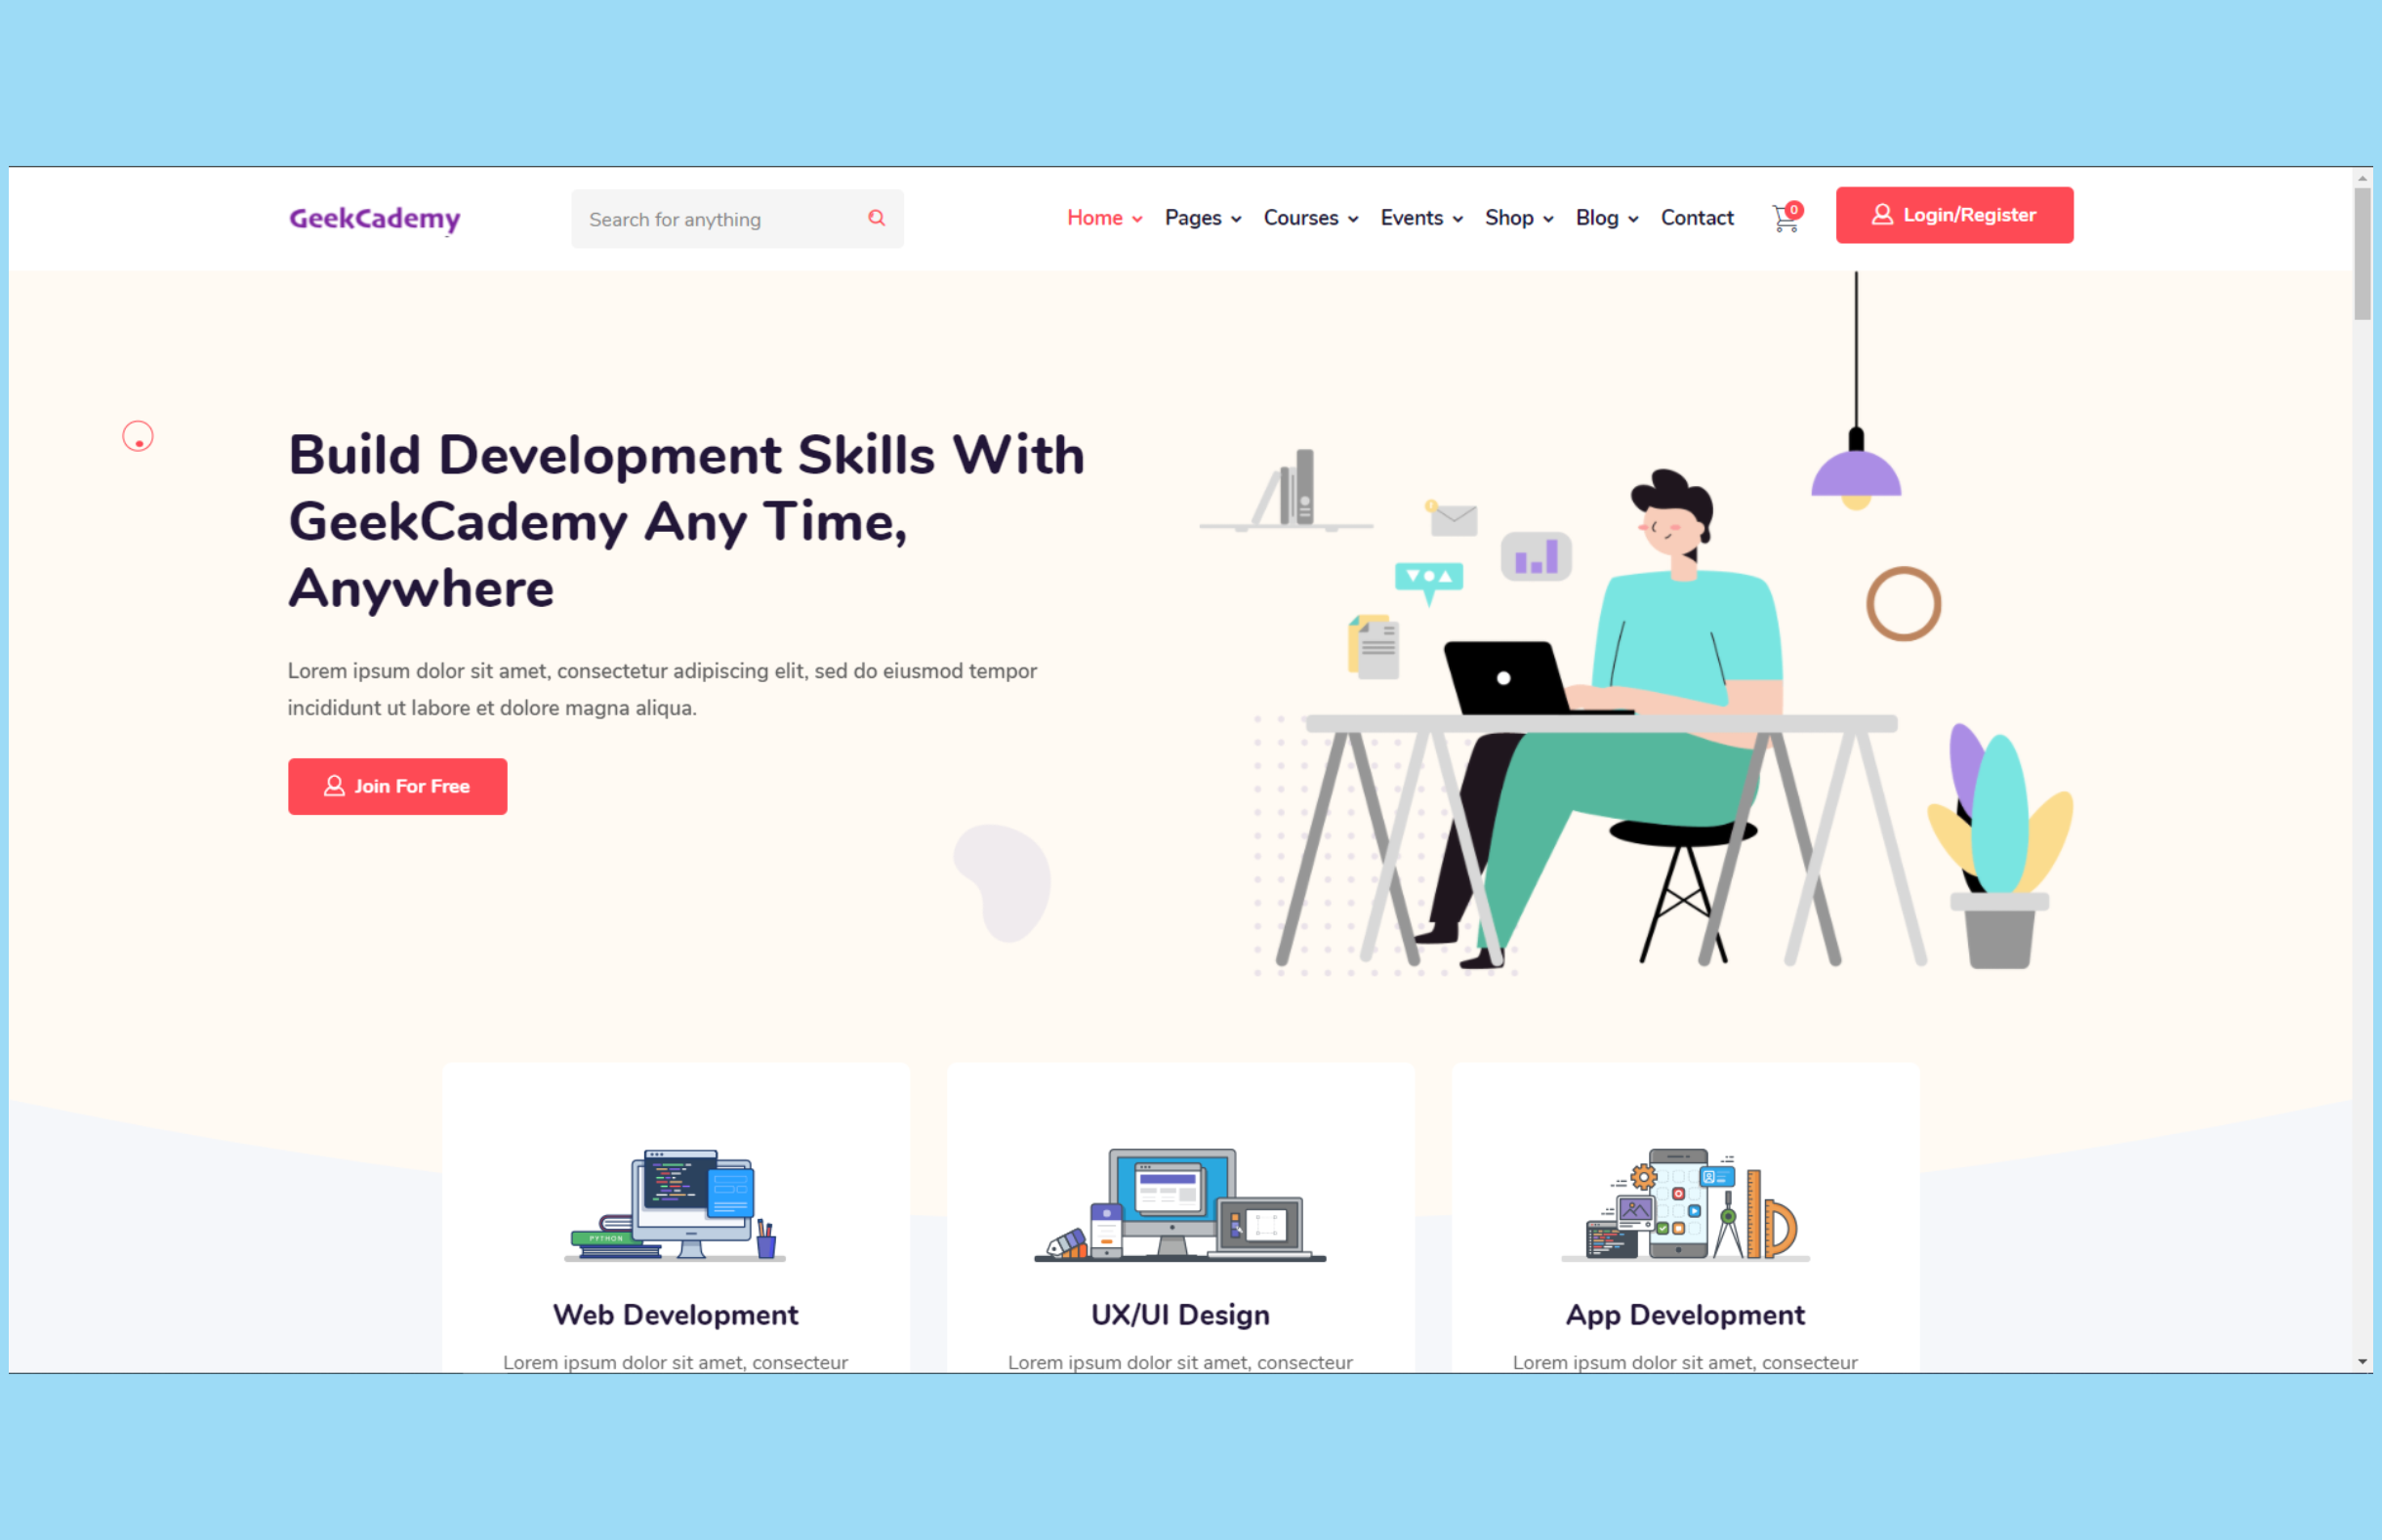 GeekCademy
Search for anything
Home Pages Courses Events Shop Blog Contact
0
Login/Register
Build Development Skills With
GeekCademy Any Time,
Anywhere
Lorem ipsum dolor sit amet, consectetur adipiscing elit, sed do eiusmod tempor
incididunt ut labore et dolore magna aliqua.
Join For Free
PYTHON
Web Development
UX/UI Design
App Development
Lorem ipsum dolor sit amet, consecteur
Lorem ipsum dolor sit amet, consecteur
Lorem ipsum dolor sit amet, consecteur